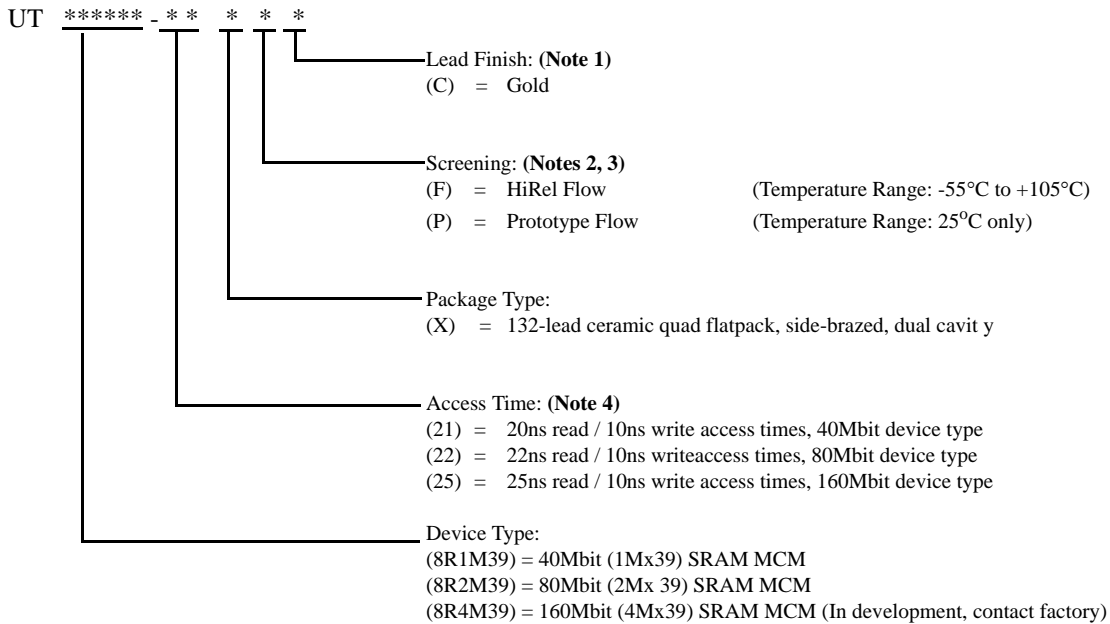 UT ****** - * * * * *
Lead Finish: (Note 1)
(C) = Gold
Screening: (Notes 2, 3)
(F) = HiRel Flow (Temperature Range: -55°C to +105°C)
(P) = Prototype Flow (Temperature Range: 25°C only)
Package Type:
(X) = 132-lead ceramic quad flatpack, side-brazed, dual cavit y
Access Time: (Note 4)
(21) = 20ns read / 10ns write access times, 40Mbit device type
(22) = 22ns read / 10ns writeaccess times, 80Mbit device type
(25) = 25ns read / 10ns write access times, 160Mbit device type
Device Type:
(8R1M39) = 40Mbit (1Mx39) SRAM MCM
(8R2M39) = 80Mbit (2Mx 39) SRAM MCM
(8R4M39) = 160Mbit (4Mx39) SRAM MCM (In development, contact factory)